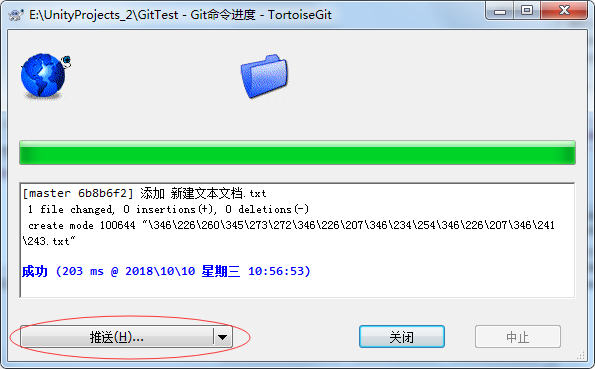 E:\UnityProjects_2\GitTest - Git命令进度 - TortoiseGit
[master 6b8b6f2] 添加 新建文本文档.txt
1 file changed, 0 insertions(+), 0 deletions(-)
create mode 100644 "\346\226\260\345\273\272\346\226\207\346\234\254\346\226\207\346\241
\243.txt"
成功 (203 ms @ 2018\10\10 星期三 10:56:53)
推送(H)...
关闭
中止